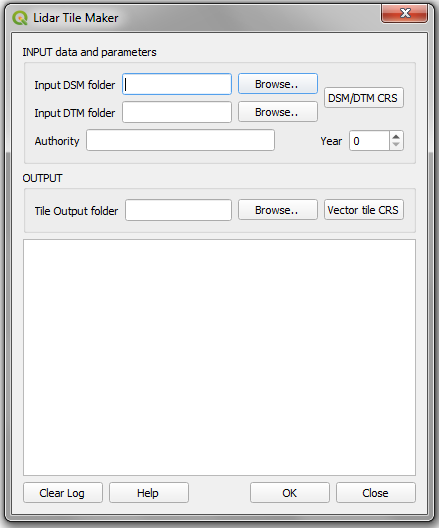 Lidar Tile Maker
INPUT data and parameters
Input DSM folder Browse..
DSM/DTM CRS
Input DTM folder Browse..
Authority Year 0
OUTPUT
Tile Output folder Browse.. Vector tile CRS
Clear Log Help OK Close